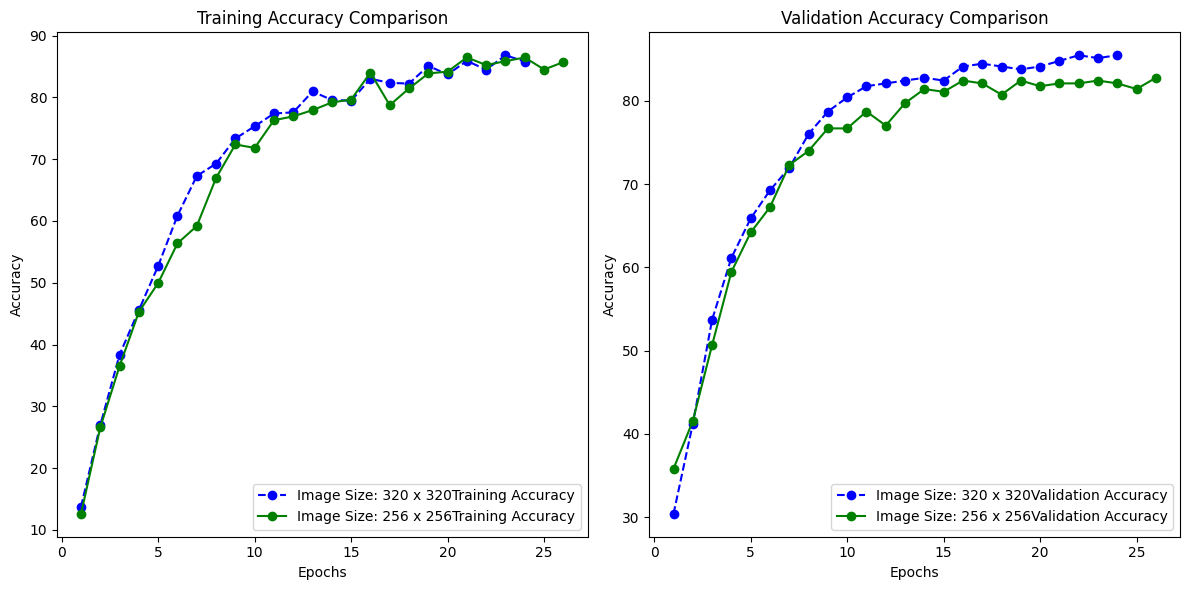 Training Accuracy Comparison
90
80
70
60
50
40
30
20
10
Accuracy
0
5
10
15
20
25
Epochs
Image Size: 320 x 320Training Accuracy
Image Size: 256 x 256Training Accuracy
Validation Accuracy Comparison
80
70
60
50
40
30
Accuracy
0
5
10
15
20
25
Epochs
Image Size: 320 x 320Validation Accuracy
Image Size: 256 x 256Validation Accuracy